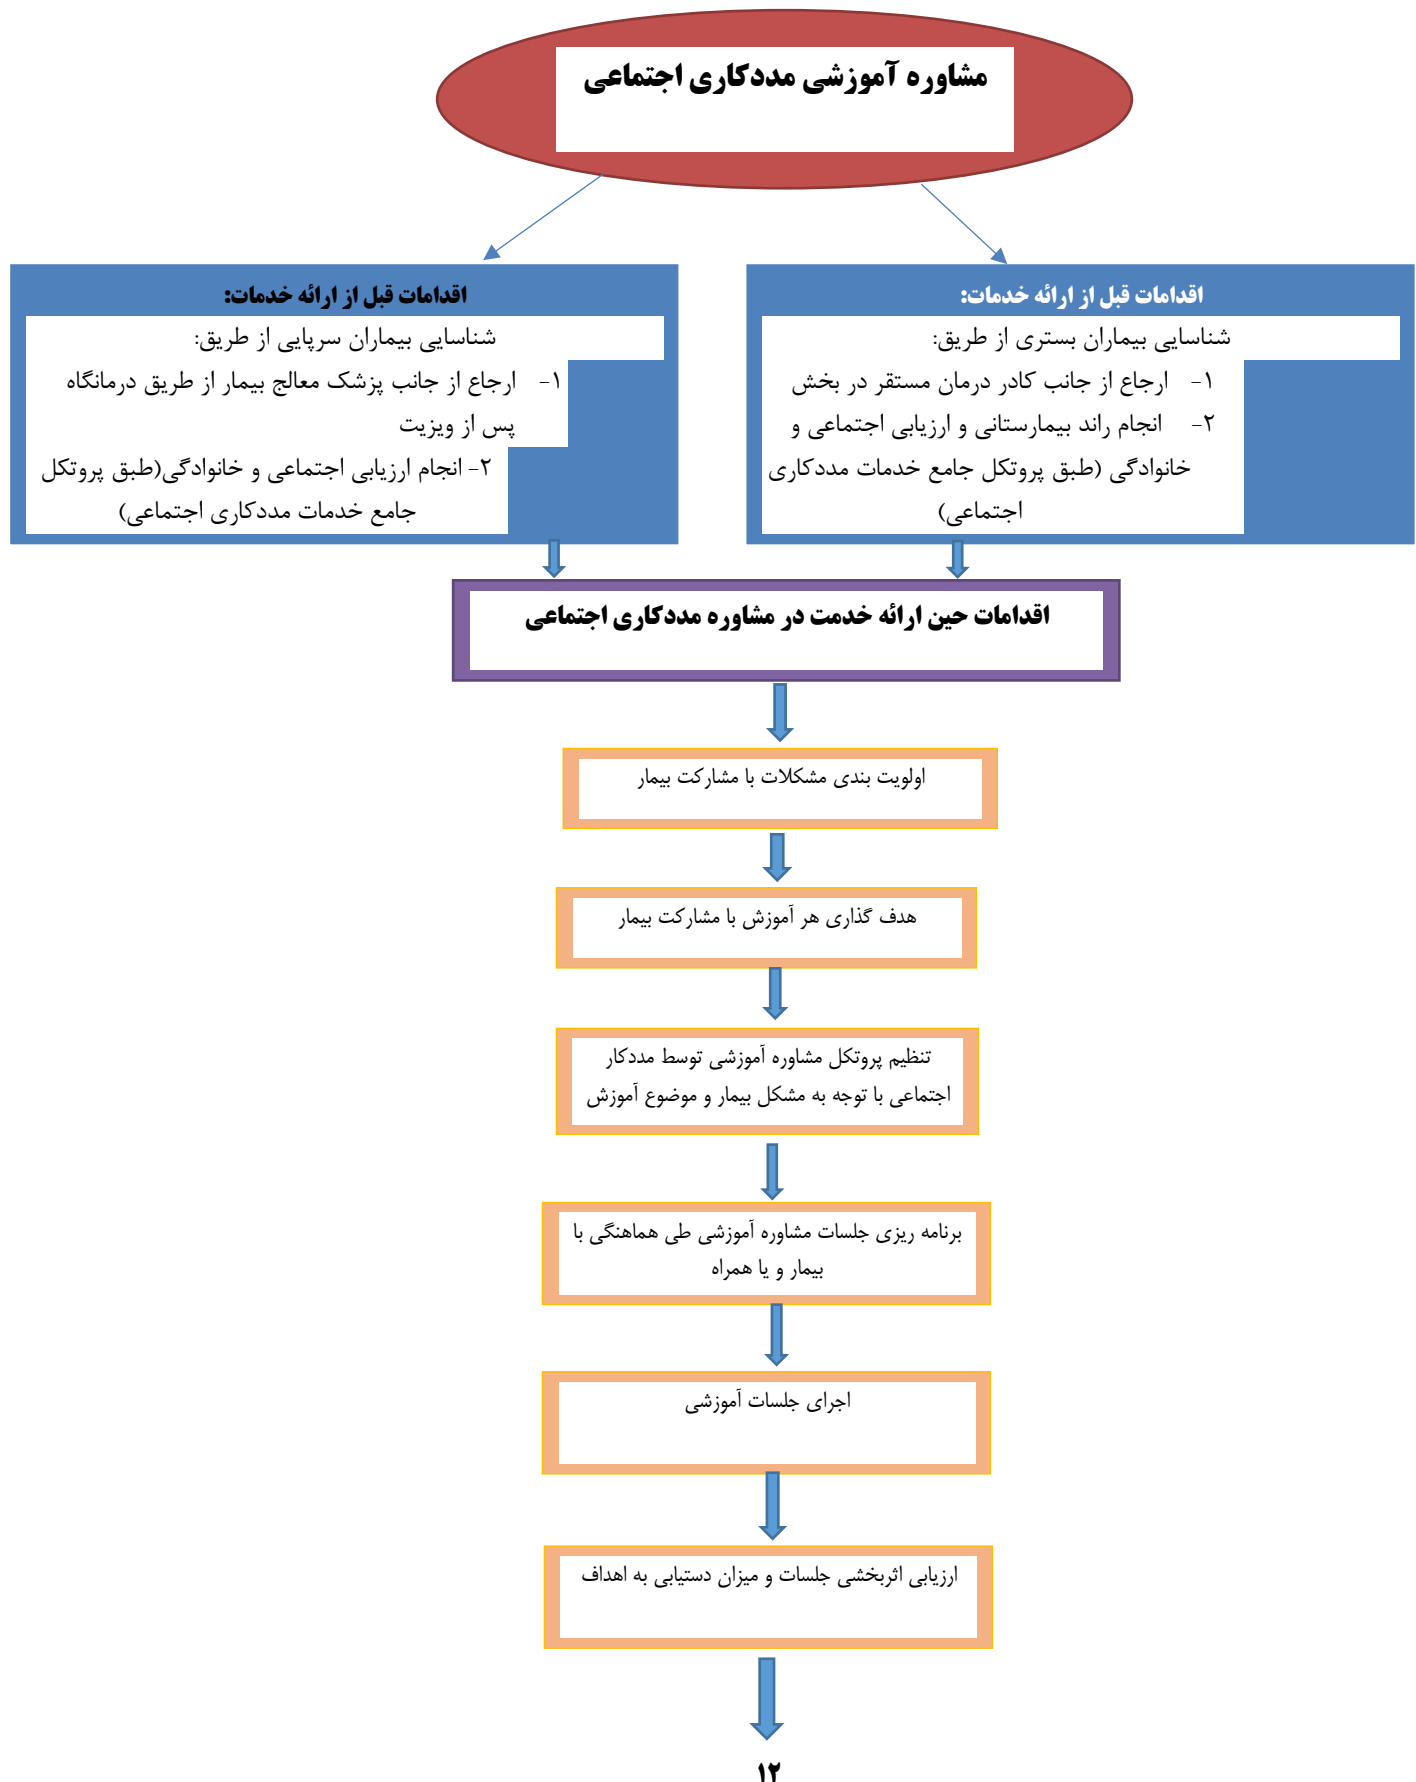 مشاوره آموزشی مددکاری اجتماعی
اقدامات قبل از ارائه خدمات:
شناسایی بیماران بستری از طریق:
۱- ارجاع از جانب کادر درمان مستقر در بخش
۲- انجام راند بیمارستانی و ارزیابی اجتماعی و
خانوادگی (طبق پروتکل جامع خدمات مددکاری
اجتماعی)
اقدامات قبل از ارائه خدمات:
شناسایی بیماران سرپایی از طریق:
۱- ارجاع از جانب پزشک معالج بیمار از طریق درمانگاه
پس از ویزیت
۲- انجام ارزیابی اجتماعی و خانوادگی(طبق پروتکل
جامع خدمات مددکاری اجتماعی)
اقدامات حین ارائه خدمت در مشاوره مددکاری اجتماعی
اولویت بندی مشکلات با مشارکت بیمار
هدف گذاری هر آموزش با مشارکت بیمار
تنظیم پروتکل مشاوره آموزشی توسط مددکار
اجتماعی با توجه به مشکل بیمار و موضوع آموزش
برنامه ریزی جلسات مشاوره آموزشی طی هماهنگی با
بیمار و یا همراه
اجرای جلسات آموزشی
ارزیابی اثربخشی جلسات و میزان دستیابی به اهداف
۱۲